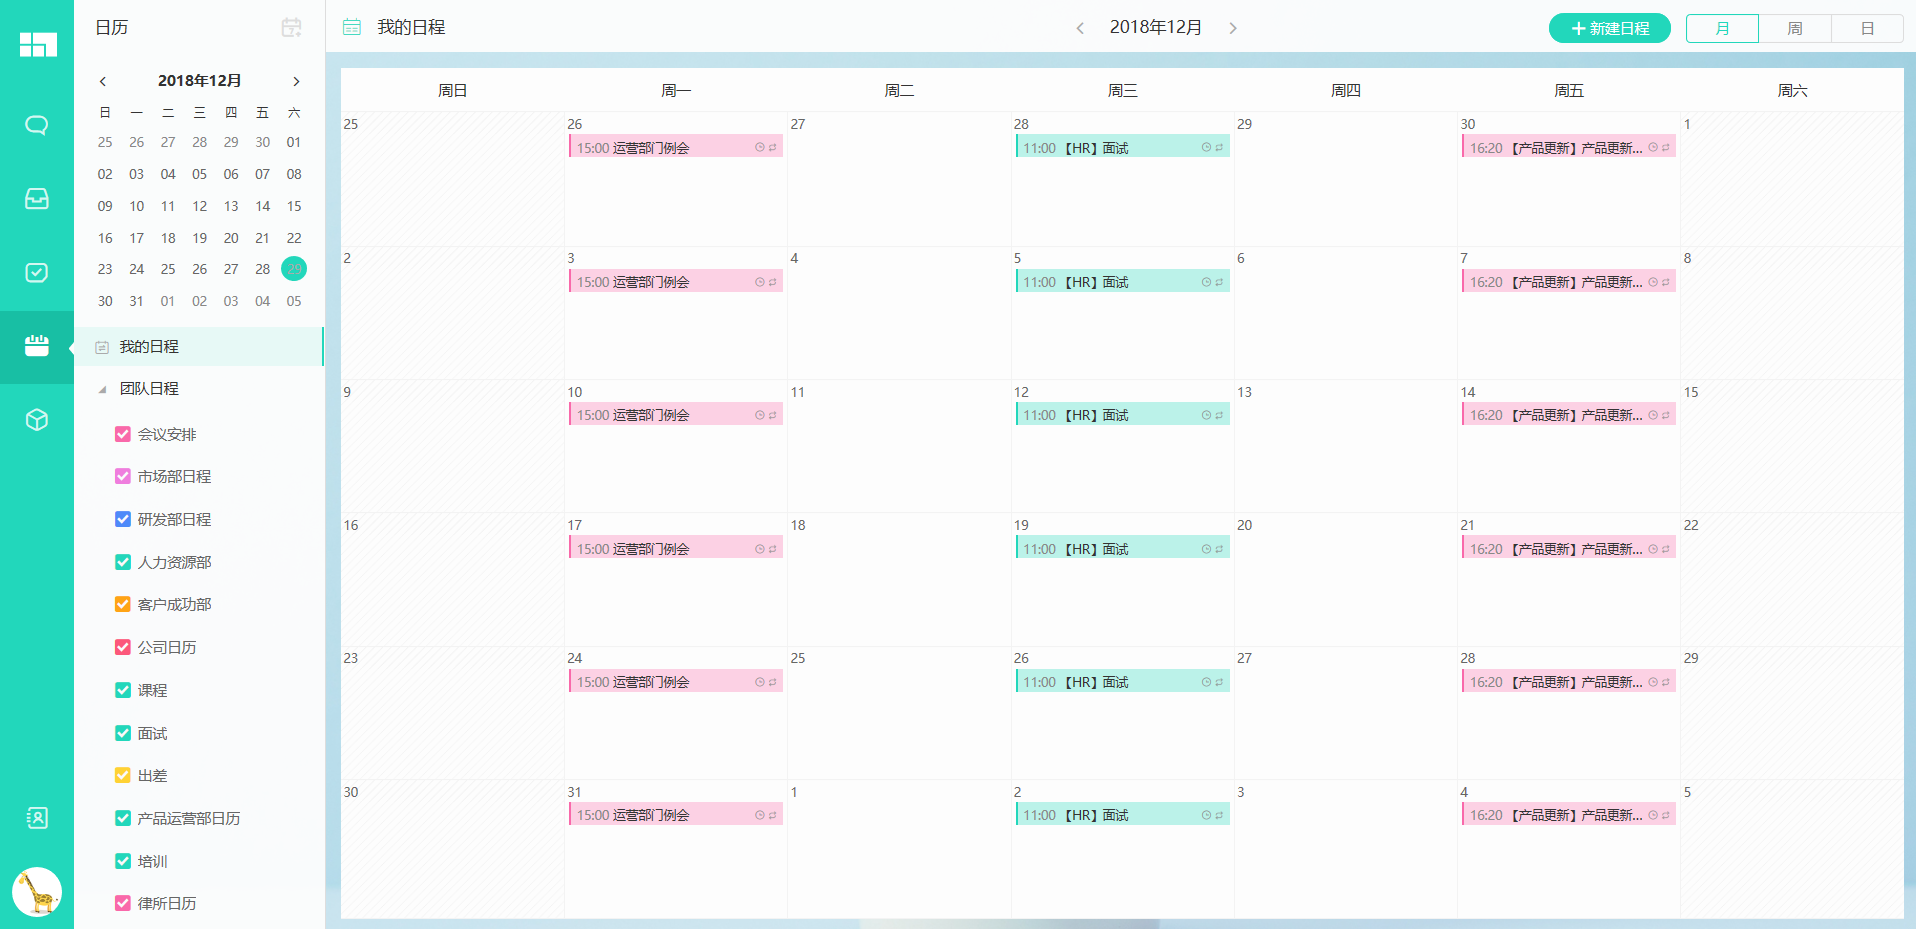 日历
2018年12月
日 一 二 三 四 五 六
25 26 27 28 29 30 01
02 03 04 05 06 07 08
09 10 11 12 13 14 15
16 17 18 19 20 21 22
23 24 25 26 27 28 29
30 31 01 02 03 04 05
我的日程
团队日程
会议安排
市场部日程
研发部日程
人力资源部
客户成功部
公司日历
课程
面试
出差
产品运营部日历
培训
律所日历
我的日程
2018年12月
新建日程
月 周 日
周日 周一 周二 周三 周四 周五 周六
25 26 27 28 29 30 1
15:00 运营部门例会 11:00 【HR】面试 16:20 【产品更新】产品更新...
2 3 4 5 6 7 8
15:00 运营部门例会 11:00 【HR】面试 16:20 【产品更新】产品更新...
9 10 11 12 13 14 15
15:00 运营部门例会 11:00 【HR】面试 16:20 【产品更新】产品更新...
16 17 18 19 20 21 22
15:00 运营部门例会 11:00 【HR】面试 16:20 【产品更新】产品更新...
23 24 25 26 27 28 29
15:00 运营部门例会 11:00 【HR】面试 16:20 【产品更新】产品更新...
30 31 1 2 3 4 5
15:00 运营部门例会 11:00 【HR】面试 16:20 【产品更新】产品更新...